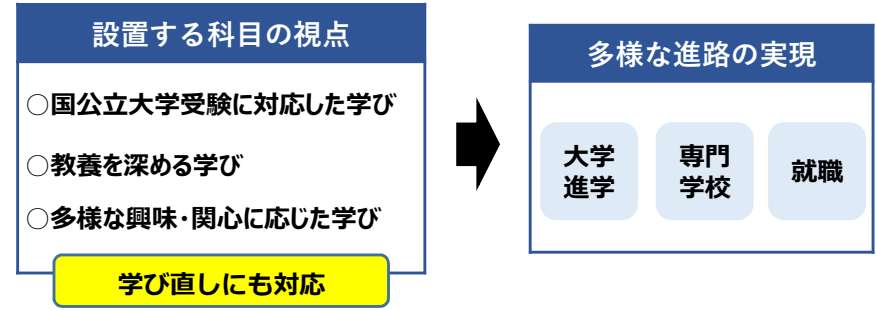 設置する科目の視点
○国公立大学受験に対応した学び
○教養を深める学び
○多様な興味・関心に応じた学び
学び直しにも対応
多様な進路の実現
大学
進学
専門
学校
就職